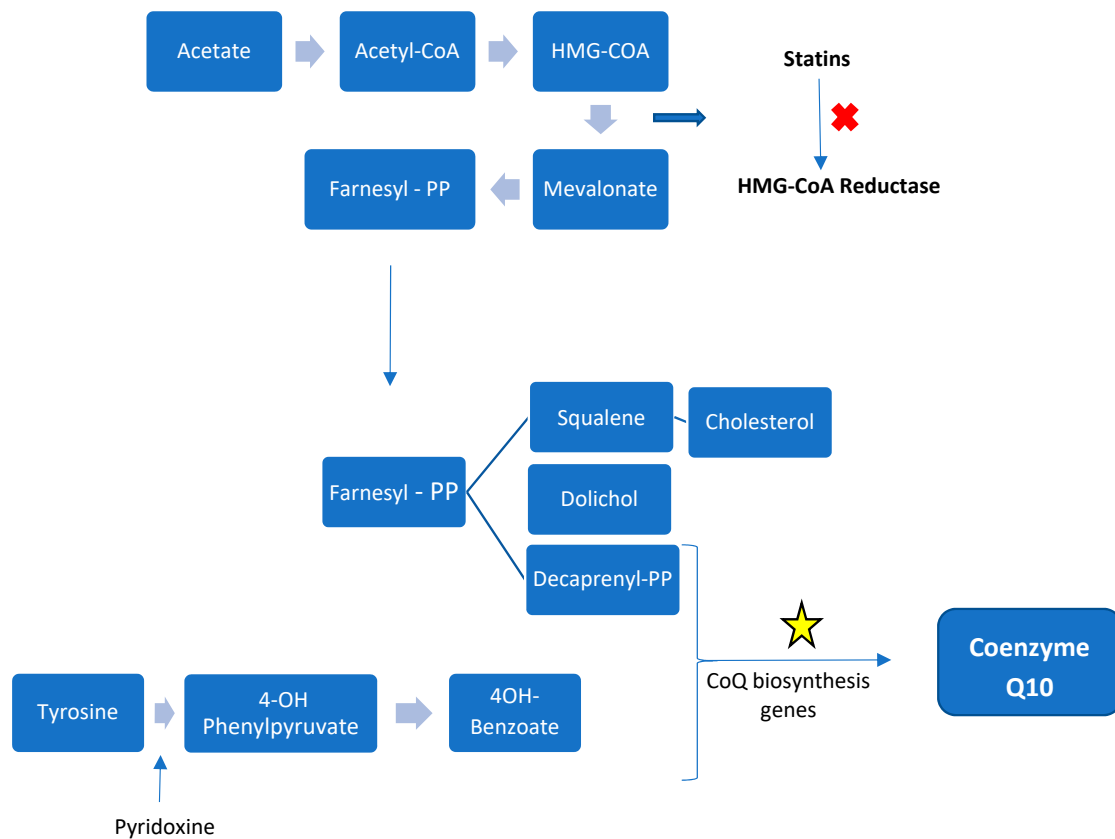 Acetate
Acetyl-CoA
HMG-COA
Statins
Farnesyl - PP
Mevalonate
HMG-CoA Reductase
Squalene
Cholesterol
Farnesyl - PP
Dolichol
Decaprenyl-PP
CoQ biosynthesis
genes
Coenzyme
Q10
Tyrosine
4-OH
Phenylpyruvate
4OH-
Benzoate
Pyridoxine